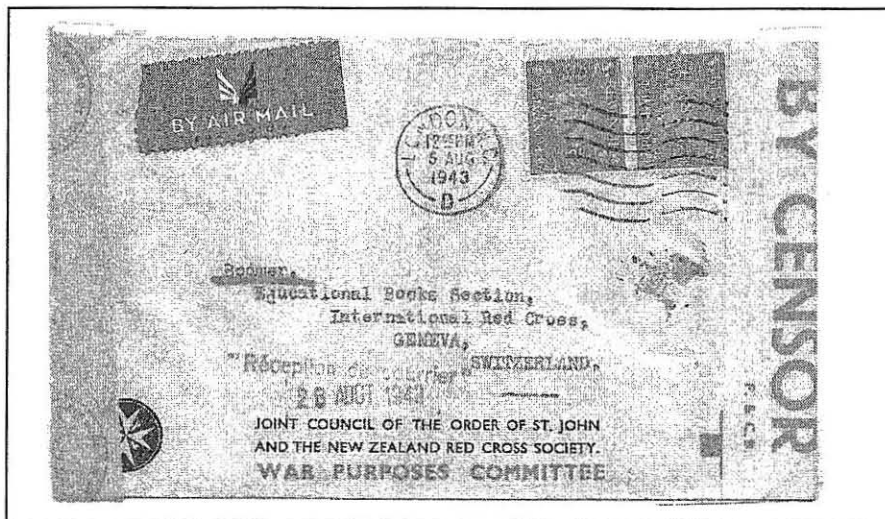 BY AIR MAIL
LONDON
12 15 PM
5 AUG
1943
D
BY CENSOR
Boomer,
Educational Books Section,
International Red Cross,
GENEVA,
SWITZERLAND.
Réception du courrier
AOUT 1943
JOINT COUNCIL OF THE ORDER OF ST. JOHN
AND THE NEW ZEALAND RED CROSS SOCIETY.
WAR PURPOSES COMMITTEE